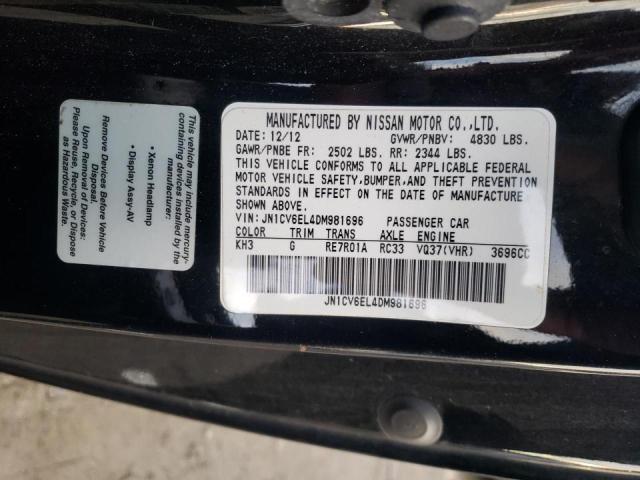 MANUFACTURED BY NISSAN MOTOR CO.,LTD.
DATE: 12/12 GVWR/PNBV: 4830 LBS.
GAWR/PNBE FR: 2502 LBS. RR: 2344 LBS.
THIS VEHICLE CONFORMS TO ALL APPLICABLE FEDERAL
MOTOR VEHICLE SAFETY,BUMPER,AND THEFT PREVENTION
STANDARDS IN EFFECT ON THE DATE OF MANUFACTURE
SHOWN ABOVE.
VIN: JN1CV6EL4DM981696 PASSENGER CAR
COLOR TRIM TRANS AXLE ENGINE
KH3 G RE7R01A RC33 VQ37(VHR) 3696CC
JN1CV6EL4DM981696
This vehicle may include mercury-
containing devices installed by
manufacturer:
• Xenon Headlamp
• Display Assy-AV
Remove Devices Before Vehicle
Disposal.
Upon Removal of Devices:
Please Reuse, Recycle, or Dispose
as Hazardous Waste.